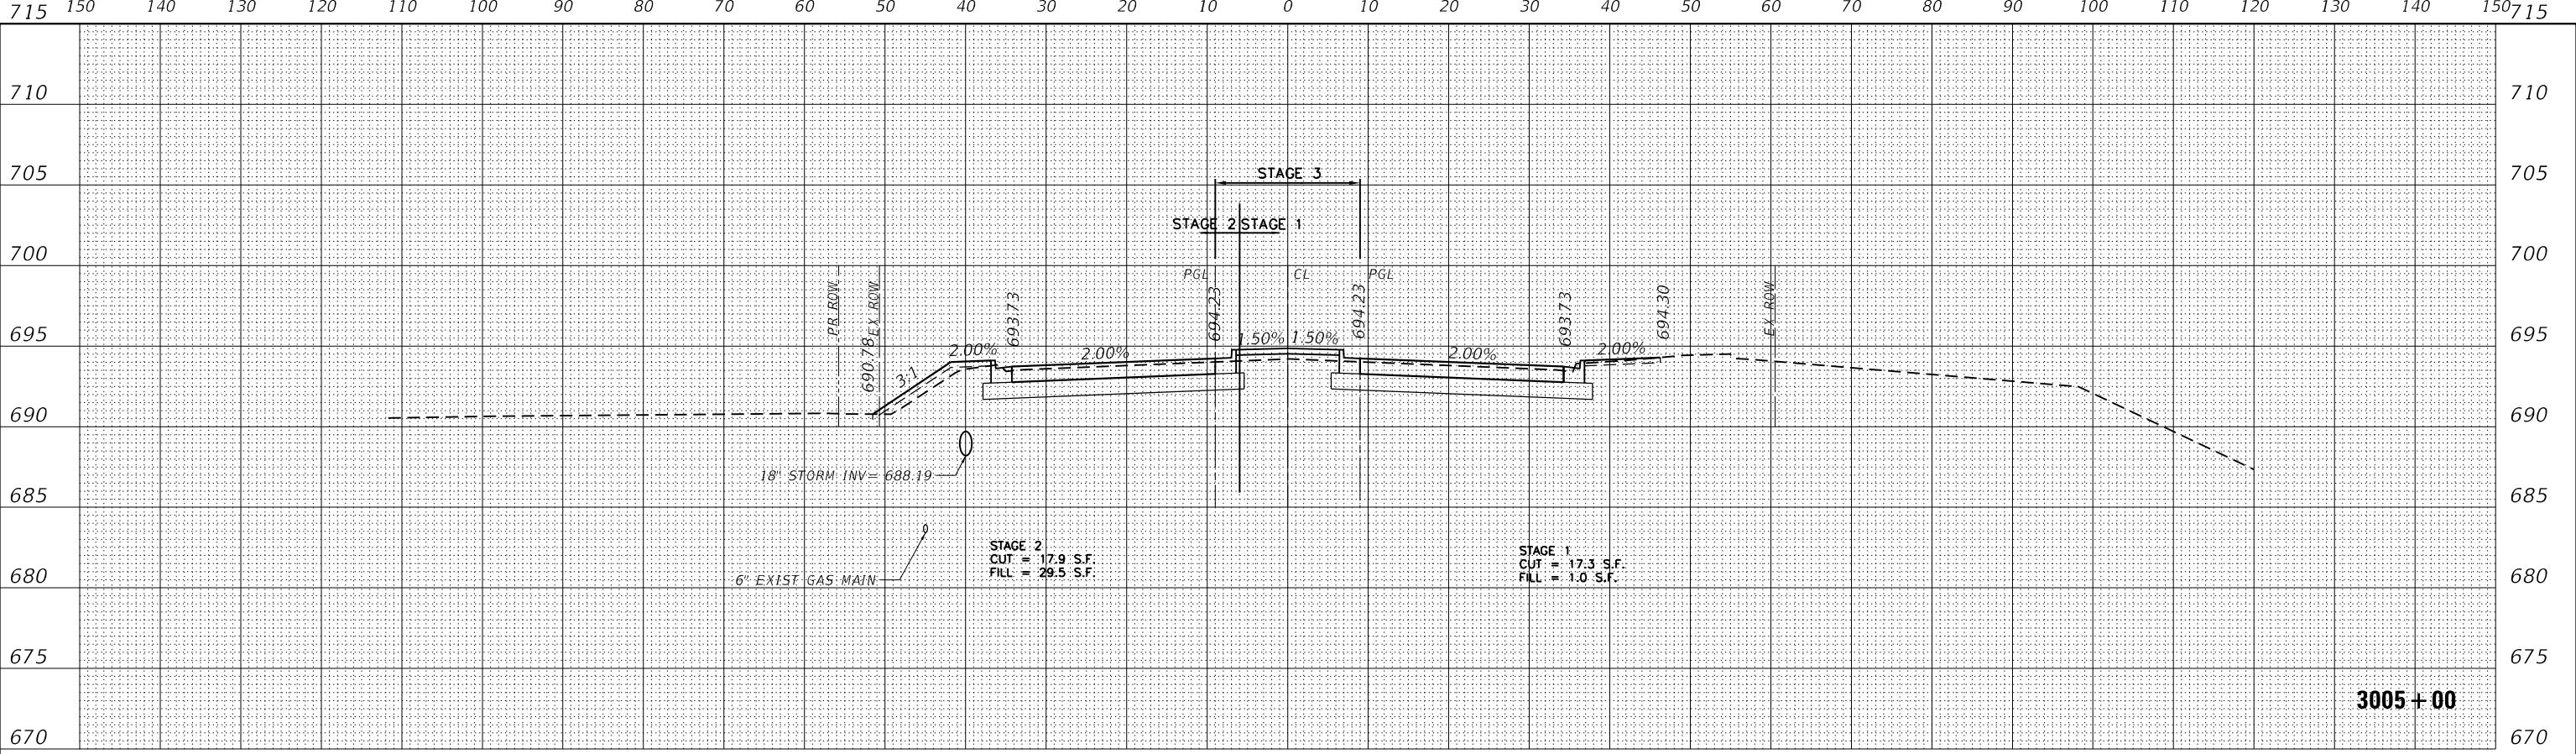 715 150 140 130 120 110 100 90 80 70 60 50 40 30 20 10 0 10 20 30 40 50 60 70 80 90 100 110 120 130 140 150 715
710 710
705 STAGE 3 705
STAGE 2 STAGE 1
700 700
PGL CL PGL
PR ROW
EX ROW
690.78
693.73
694.23
694.23
693.73
694.30
EX ROW
695 695
2.00% 2.00% 1.50% 1.50% 2.00% 2.00%
3:1
690 690
18" STORM INV= 688.19
685 685
STAGE 2
CUT = 17.9 S.F.
FILL = 29.5 S.F.
STAGE 1
CUT = 17.3 S.F.
FILL = 1.0 S.F.
6" EXIST GAS MAIN
680 680
675 675
3005+00
670 670